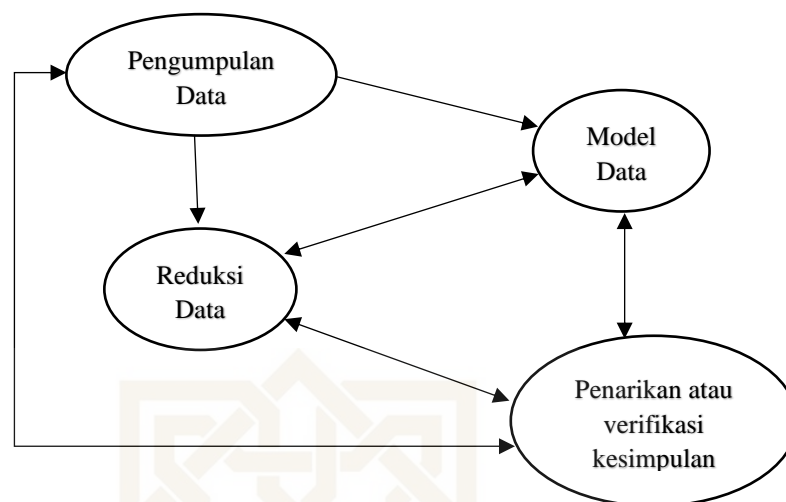 Pengumpulan
Data
Model
Data
Reduksi
Data
Penarikan atau
verifikasi
kesimpulan